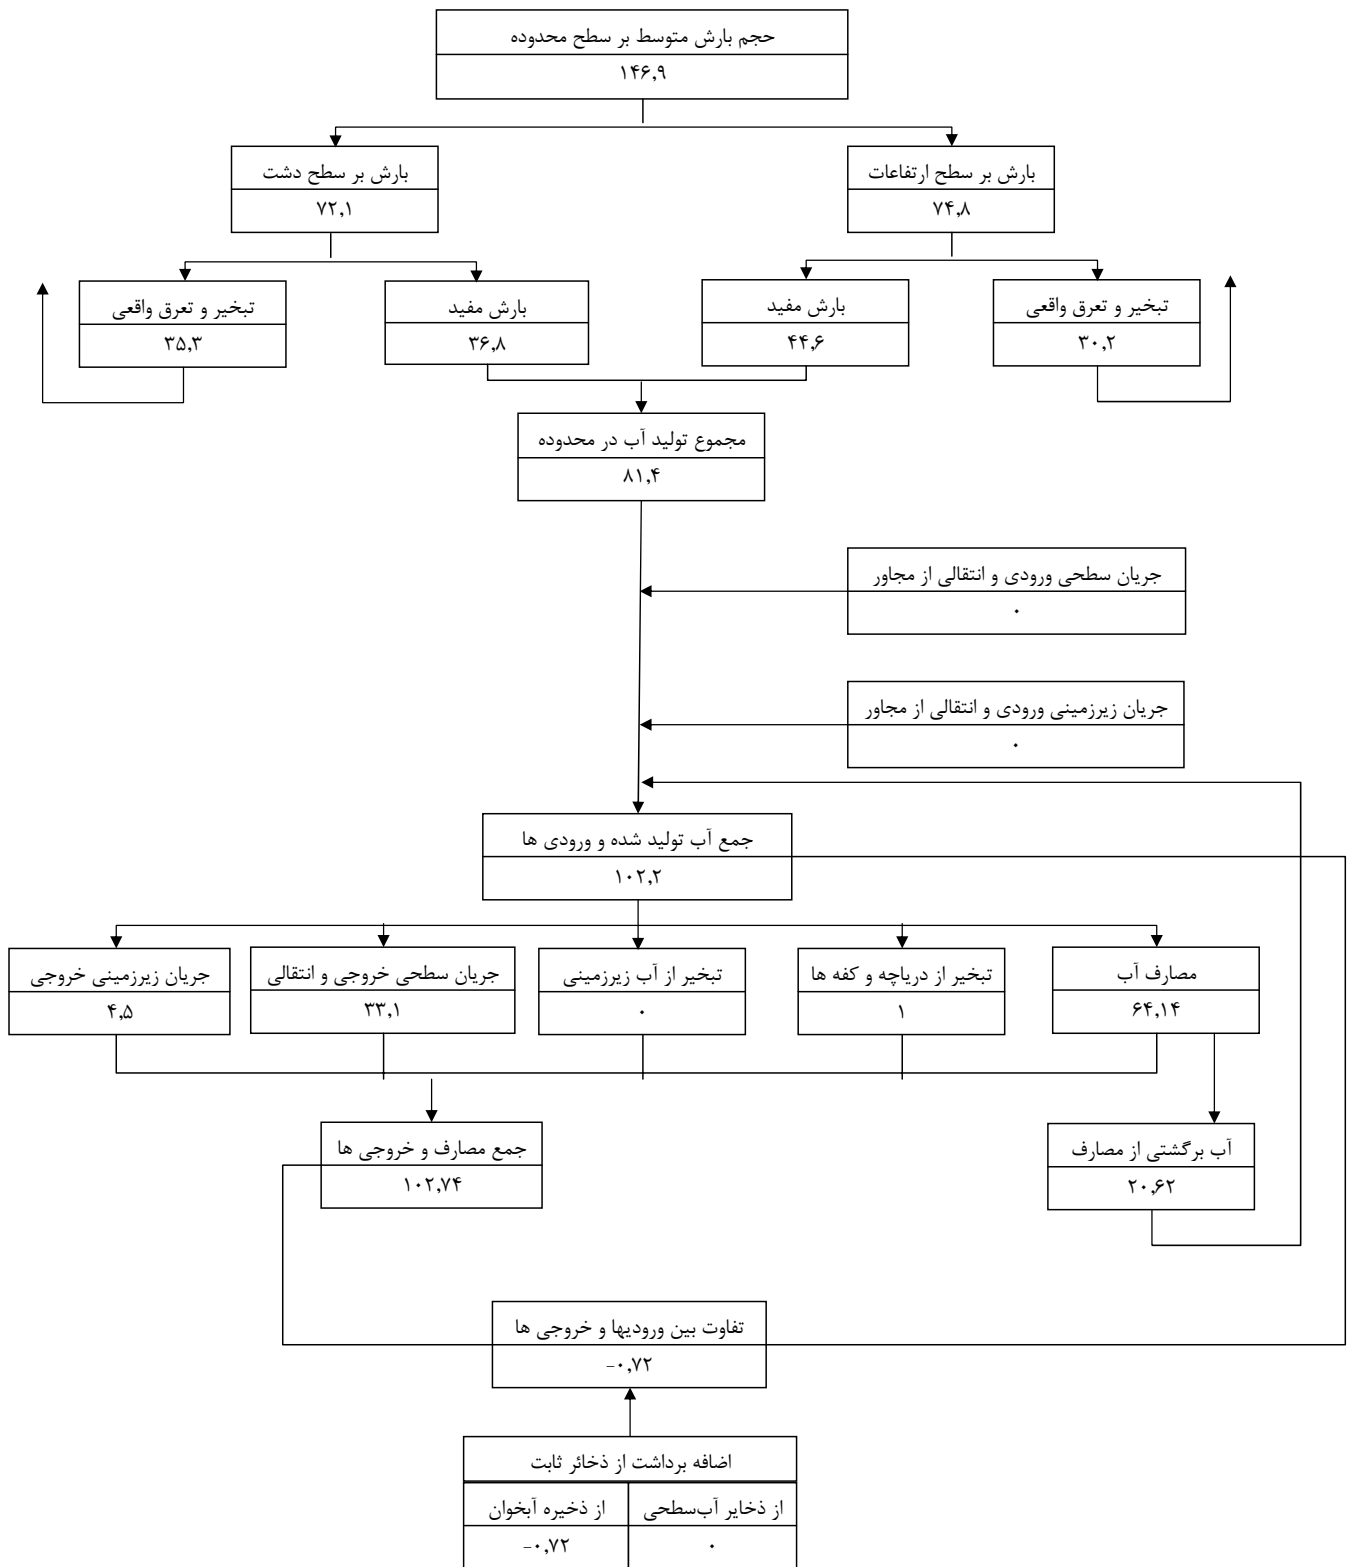 حجم بارش متوسط بر سطح محدوده
۱۴۶,۹
بارش بر سطح ارتفاعات
۷۴,۸
بارش بر سطح دشت
۷۲,۱
تبخیر و تعرق واقعی
۳۰,۲
بارش مفید
۴۴,۶
بارش مفید
۳۶,۸
تبخیر و تعرق واقعی
۳۵,۳
مجموع تولید آب در محدوده
۸۱,۴
جریان سطحی ورودی و انتقالی از مجاور
۰
جریان زیرزمینی ورودی و انتقالی از مجاور
۰
جمع آب تولید شده و ورودی ها
۱۰۲,۲
مصارف آب
۶۴,۱۴
تبخیر از دریاچه و کفه ها
۱
تبخیر از آب زیرزمینی
۰
جریان سطحی خروجی و انتقالی
۳۳,۱
جریان زیرزمینی خروجی
۴,۵
آب برگشتی از مصارف
۲۰,۶۲
جمع مصارف و خروجی ها
۱۰۲,۷۴
تفاوت بین ورودیها و خروجی ها
-۰,۷۲
اضافه برداشت از ذخائر ثابت
از ذخایر آب‌سطحی
۰
از ذخیره آبخوان
-۰,۷۲